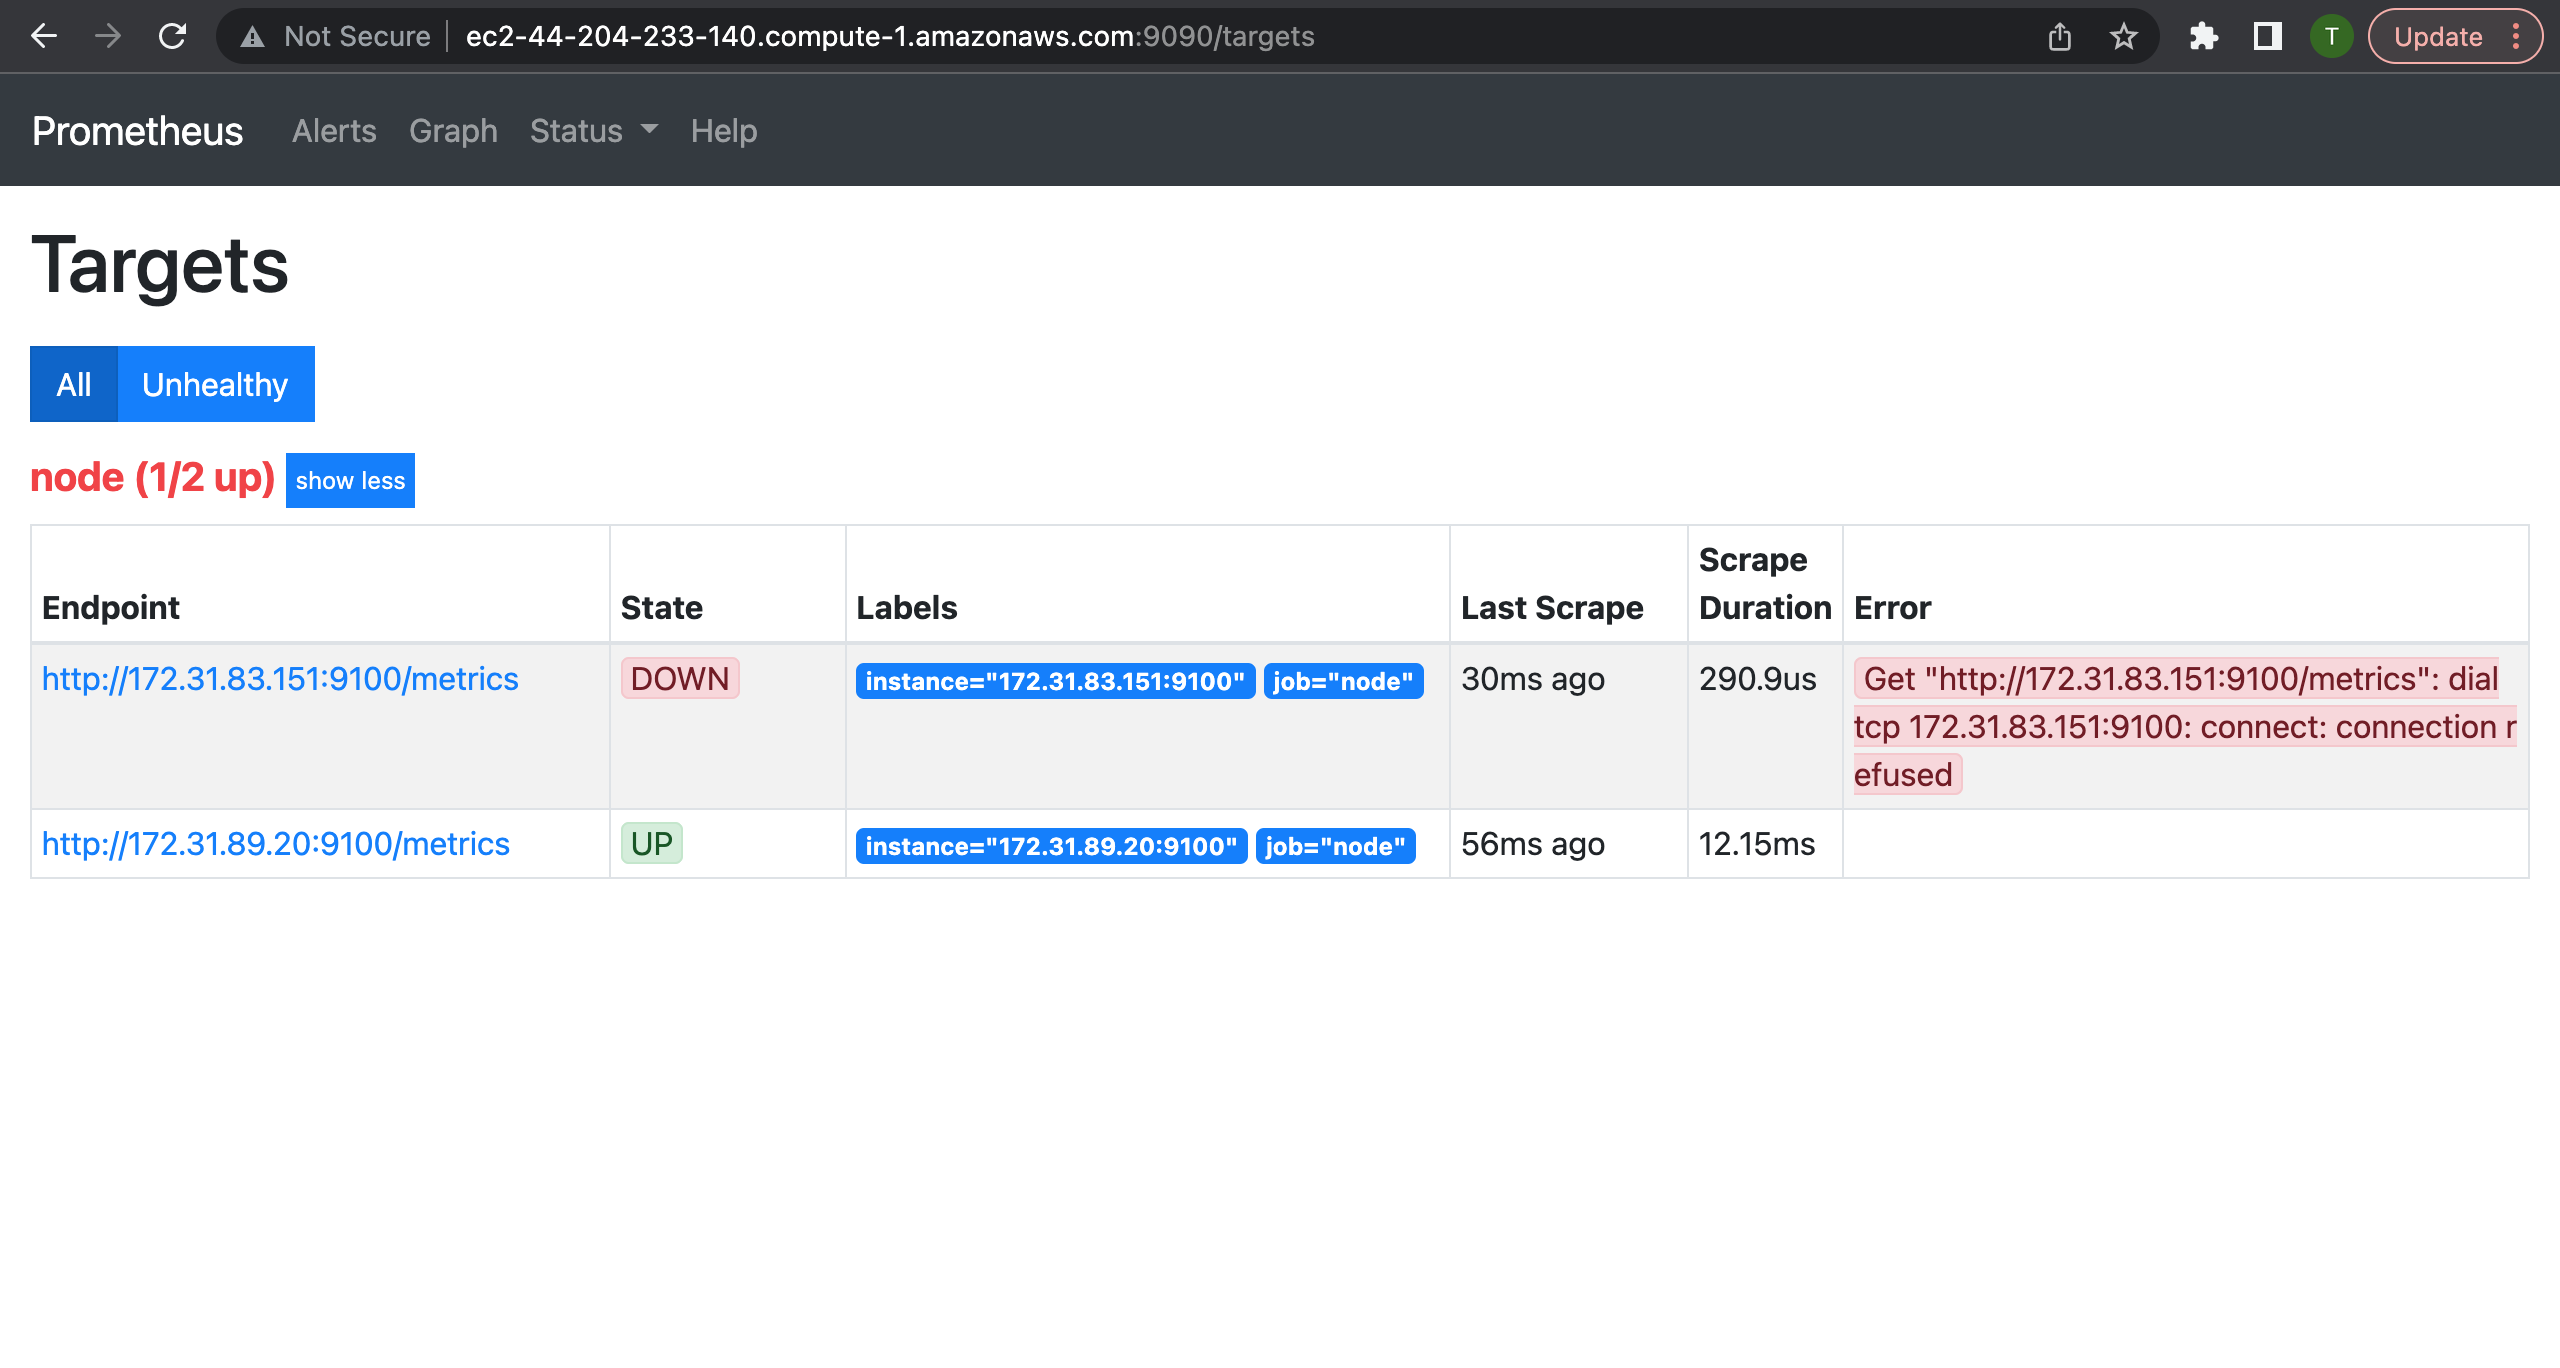 Not Secure ec2-44-204-233-140.compute-1.amazonaws.com:9090/targets T Update
Prometheus Alerts Graph Status Help
Targets
All Unhealthy
node (1/2 up) show less
Endpoint State Labels Last Scrape Scrape Duration Error
http://172.31.83.151:9100/metrics DOWN instance="172.31.83.151:9100" job="node" 30ms ago 290.9us Get "http://172.31.83.151:9100/metrics": dial
tcp 172.31.83.151:9100: connect: connection r
efused
http://172.31.89.20:9100/metrics UP instance="172.31.89.20:9100" job="node" 56ms ago 12.15ms